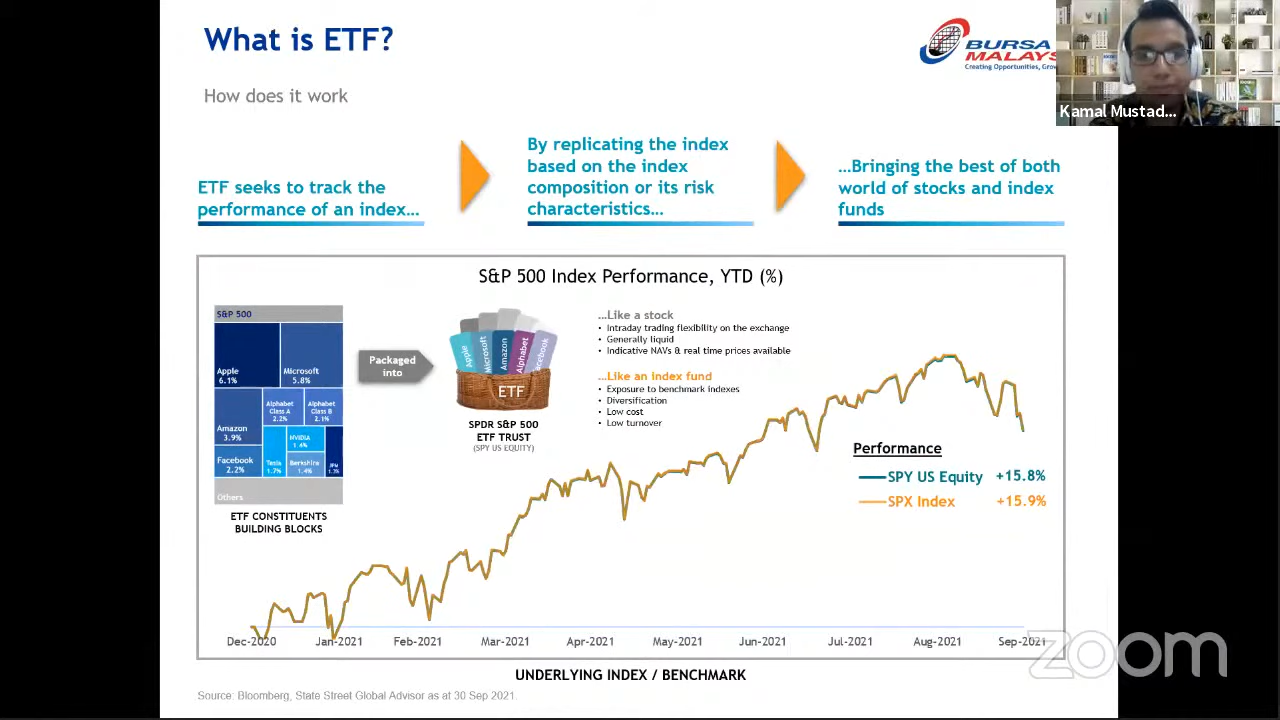 What is ETF?
BURSA
MALAYS
Creating Opportunities, Grow
Kamal Mustad...
How does it work
ETF seeks to track the
performance of an index…
By replicating the index
based on the index
composition or its risk
characteristics…
…Bringing the best of both
world of stocks and index
funds
S&P 500 Index Performance, YTD (%)
S&P 500
Apple
6.1%
Microsoft
5.8%
Amazon
3.9%
Alphabet
Class A
2.2%
Alphabet
Class B
2.1%
Facebook
2.2%
Tesla
1.7%
NVIDIA
1.4%
Berkshire
1.4%
JPM
1.3%
Others
ETF CONSTITUENTS
BUILDING BLOCKS
Packaged
into
Apple
Microsoft
Amazon
Alphabet
Facebook
ETF
SPDR S&P 500
ETF TRUST
(SPY US EQUITY)
…Like a stock
• Intraday trading flexibility on the exchange
• Generally liquid
• Indicative NAVs & real time prices available
…Like an index fund
• Exposure to benchmark indexes
• Diversification
• Low cost
• Low turnover
Performance
SPY US Equity +15.8%
SPX Index +15.9%
Dec-2020 Jan-2021 Feb-2021 Mar-2021 Apr-2021 May-2021 Jun-2021 Jul-2021 Aug-2021 Sep-2021
zoom
UNDERLYING INDEX / BENCHMARK
Source: Bloomberg, State Street Global Advisor as at 30 Sep 2021.